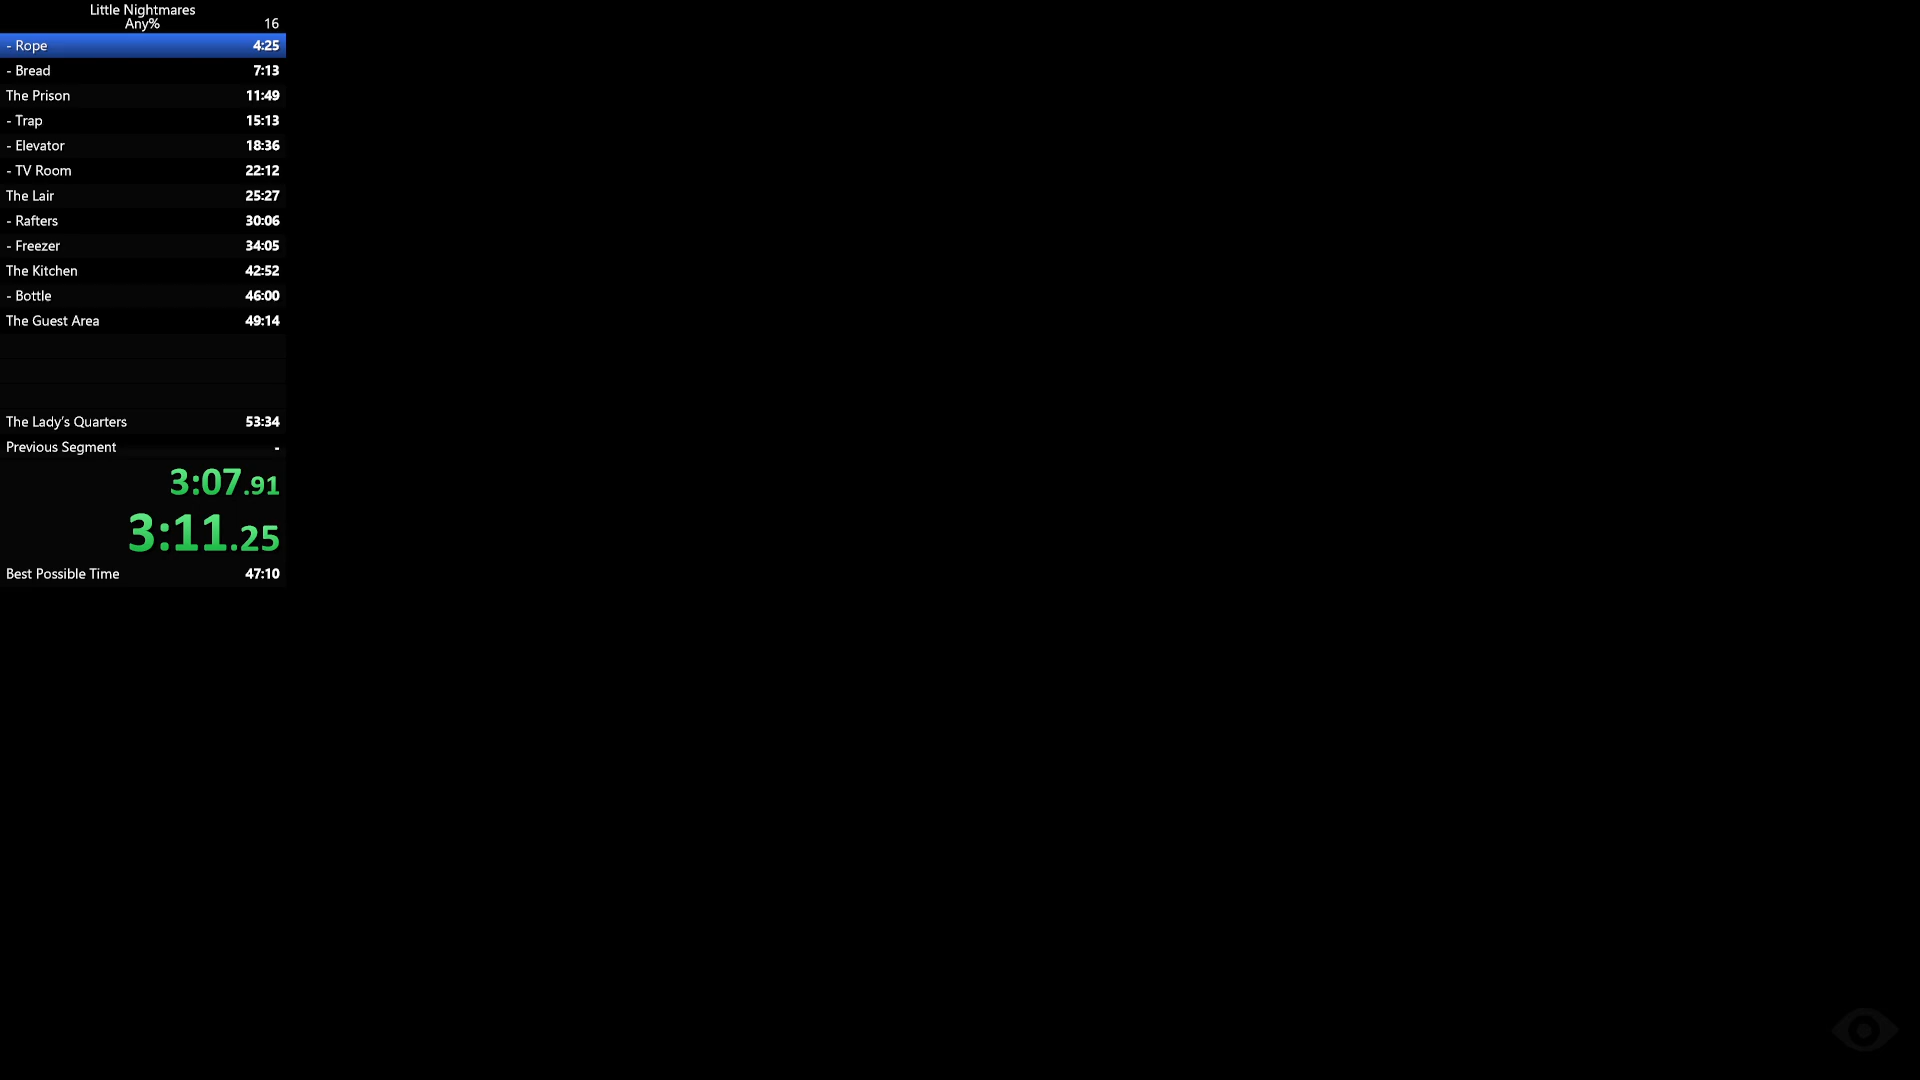 Little Nightmares
Any%
16
- Rope 4:25
- Bread 7:13
The Prison 11:49
- Trap 15:13
- Elevator 18:36
- TV Room 22:12
The Lair 25:27
- Rafters 30:06
- Freezer 34:05
The Kitchen 42:52
- Bottle 46:00
The Guest Area 49:14
The Lady's Quarters 53:34
Previous Segment -
3:07.91
3:11.25
Best Possible Time 47:10